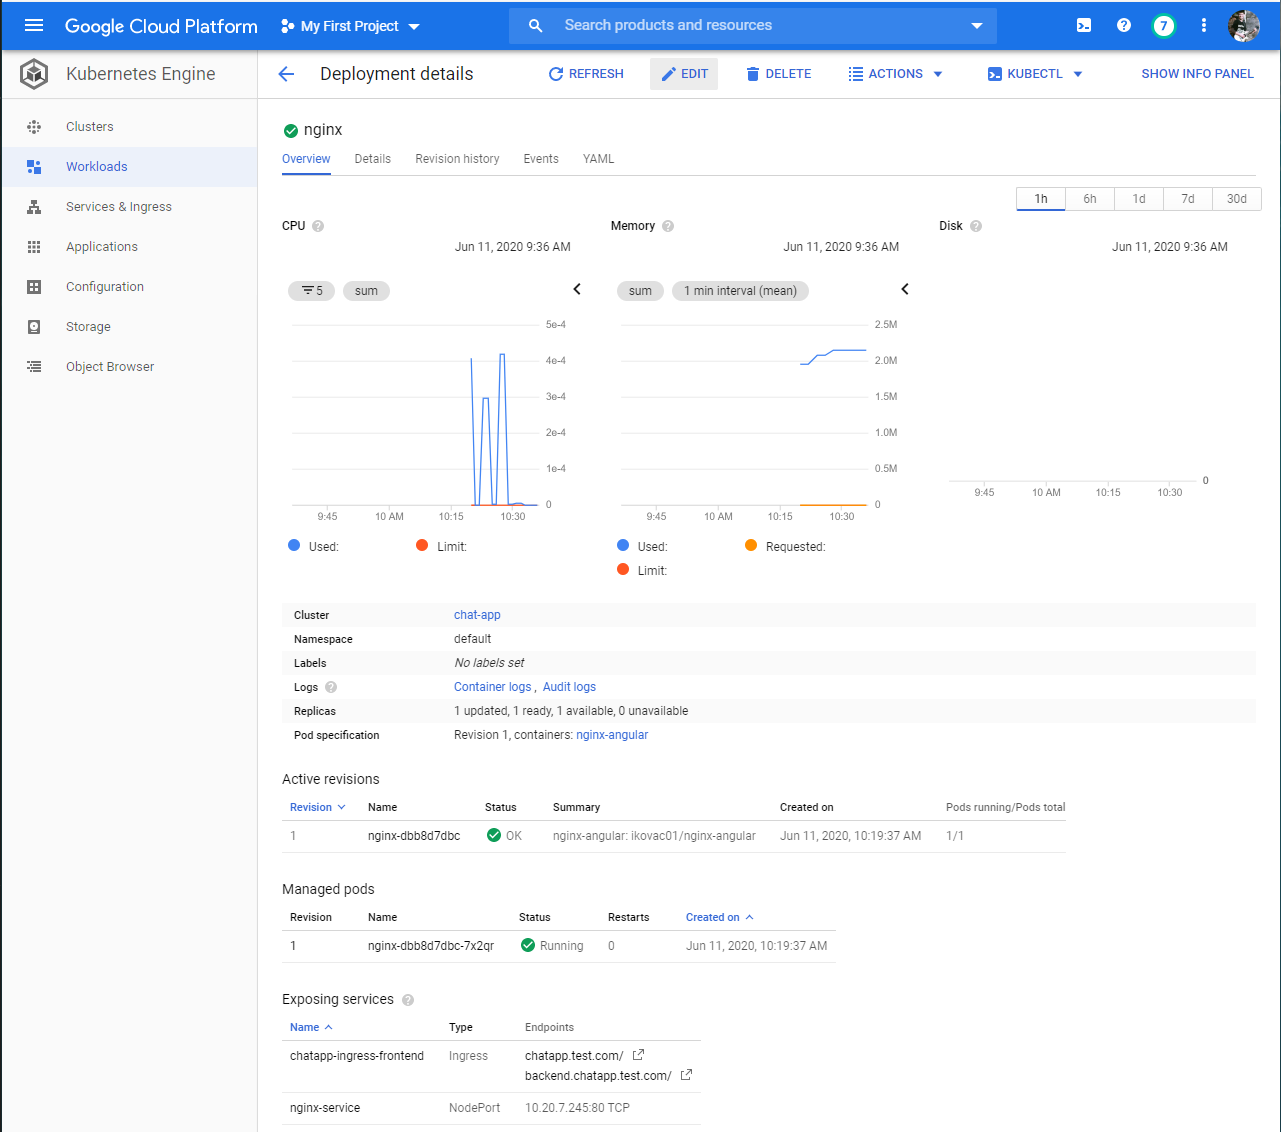 Google Cloud Platform My First Project Search products and resources 7
Kubernetes Engine Deployment details REFRESH EDIT DELETE ACTIONS KUBECTL SHOW INFO PANEL
Clusters
Workloads
Services & Ingress
Applications
Configuration
Storage
Object Browser
nginx
Overview Details Revision history Events YAML
1h 6h 1d 7d 30d
CPU
Jun 11, 2020 9:36 AM
5 sum
5e-4
4e-4
3e-4
2e-4
1e-4
0
9:45 10 AM 10:15 10:30
Used: Limit:
Memory
Jun 11, 2020 9:36 AM
sum 1 min interval (mean)
2.5M
2.0M
1.5M
1.0M
0.5M
0
9:45 10 AM 10:15 10:30
Used: Requested:
Limit:
Disk
Jun 11, 2020 9:36 AM
0
9:45 10 AM 10:15 10:30
Cluster chat-app
Namespace default
Labels No labels set
Logs Container logs , Audit logs
Replicas 1 updated, 1 ready, 1 available, 0 unavailable
Pod specification Revision 1, containers: nginx-angular
Active revisions
Revision Name Status Summary Created on Pods running/Pods total
1 nginx-dbb8d7dbc OK nginx-angular: ikovac01/nginx-angular Jun 11, 2020, 10:19:37 AM 1/1
Managed pods
Revision Name Status Restarts Created on
1 nginx-dbb8d7dbc-7x2qr Running 0 Jun 11, 2020, 10:19:37 AM
Exposing services
Name Type Endpoints
chatapp-ingress-frontend Ingress chatapp.test.com/
backend.chatapp.test.com/
nginx-service NodePort 10.20.7.245:80 TCP